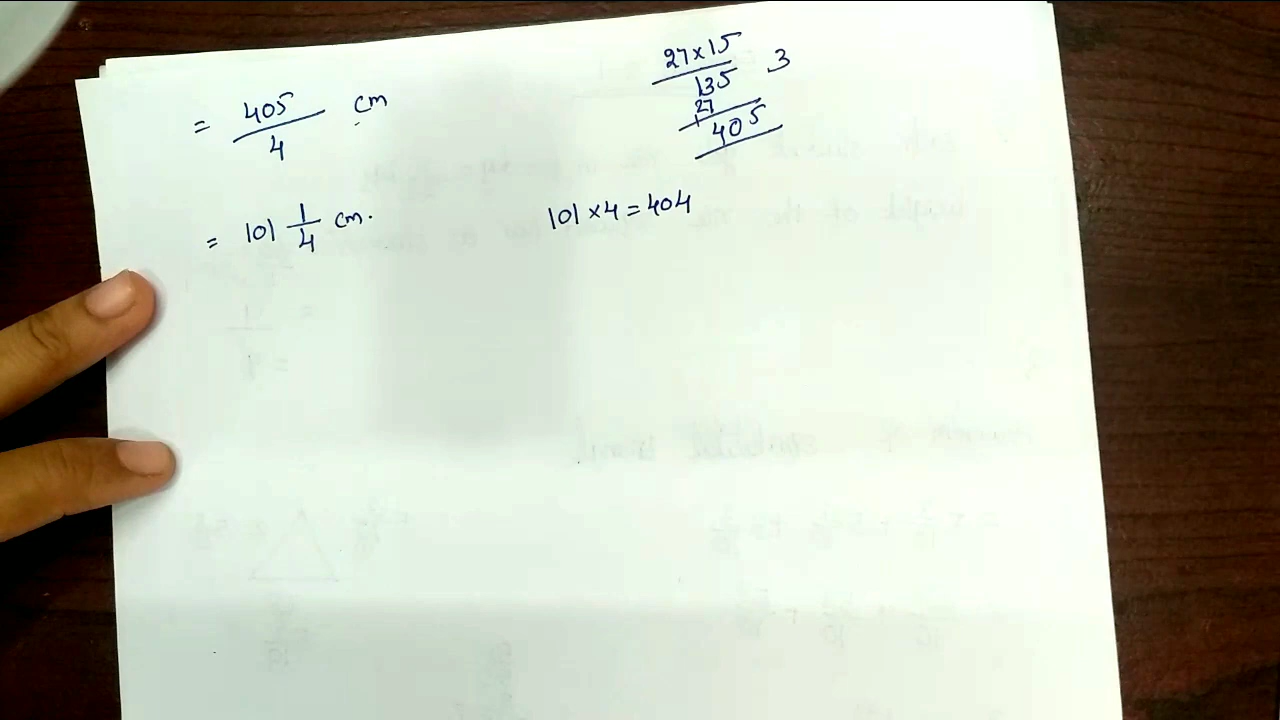 = 405/4 cm
= 101 1/4 cm.
27 x 15
135 3
27
405
101 x 4 = 404